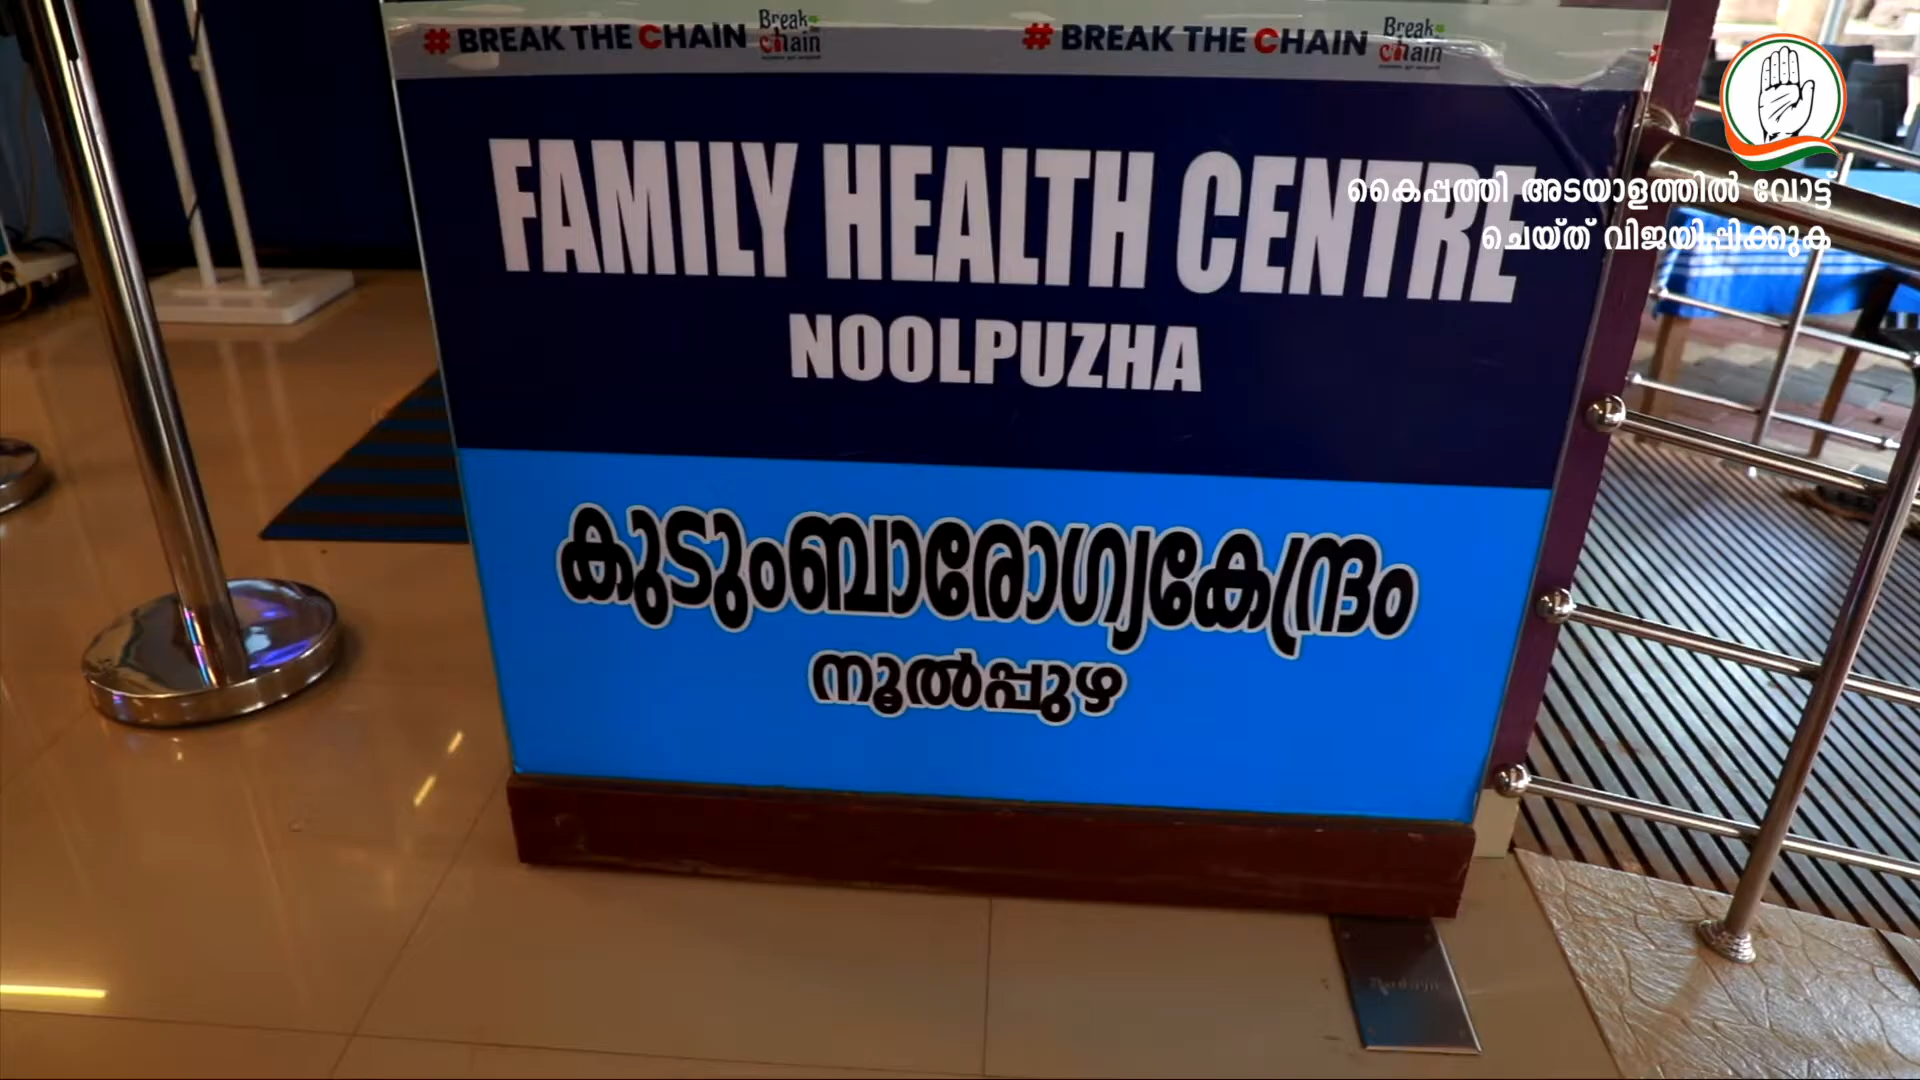 # BREAK THE CHAIN Break the chain # BREAK THE CHAIN Break the chain
FAMILY HEALTH CENTRE
NOOLPUZHA
കൈപ്പത്തി അടയാളത്തിൽ വോട്ട്
ചെയ്ത് വിജയിപ്പിക്കുക
കുടുംബാരോഗ്യകേന്ദ്രം
നൂൽപ്പുഴ